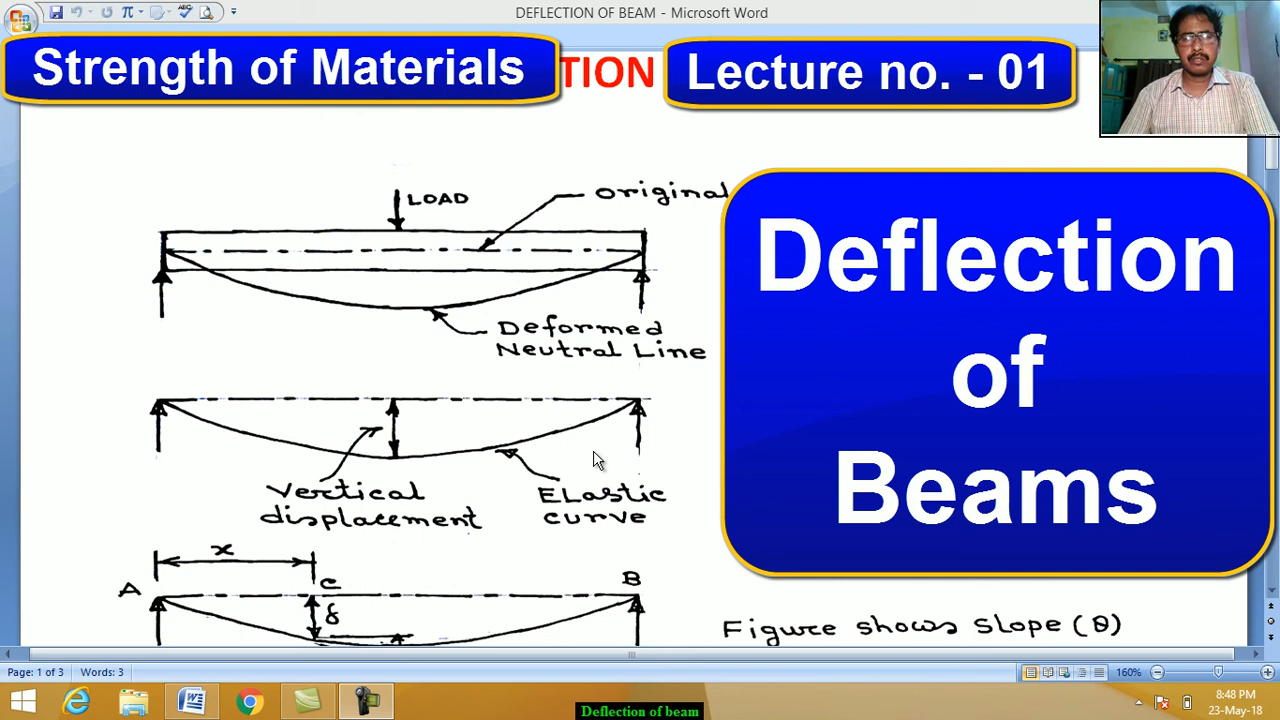 DEFLECTION OF BEAM - Microsoft Word
Strength of Materials
TION
Lecture no. - 01
LOAD
original
Deformed
Neutral Line
Deflection
of
Beams
Vertical
displacement
Elastic
curve
x
A
C
B
δ
Figure shows slope (θ)
Page: 1 of 3
Words: 3
160%
8:48 PM
23-May-18
Deflection of beam